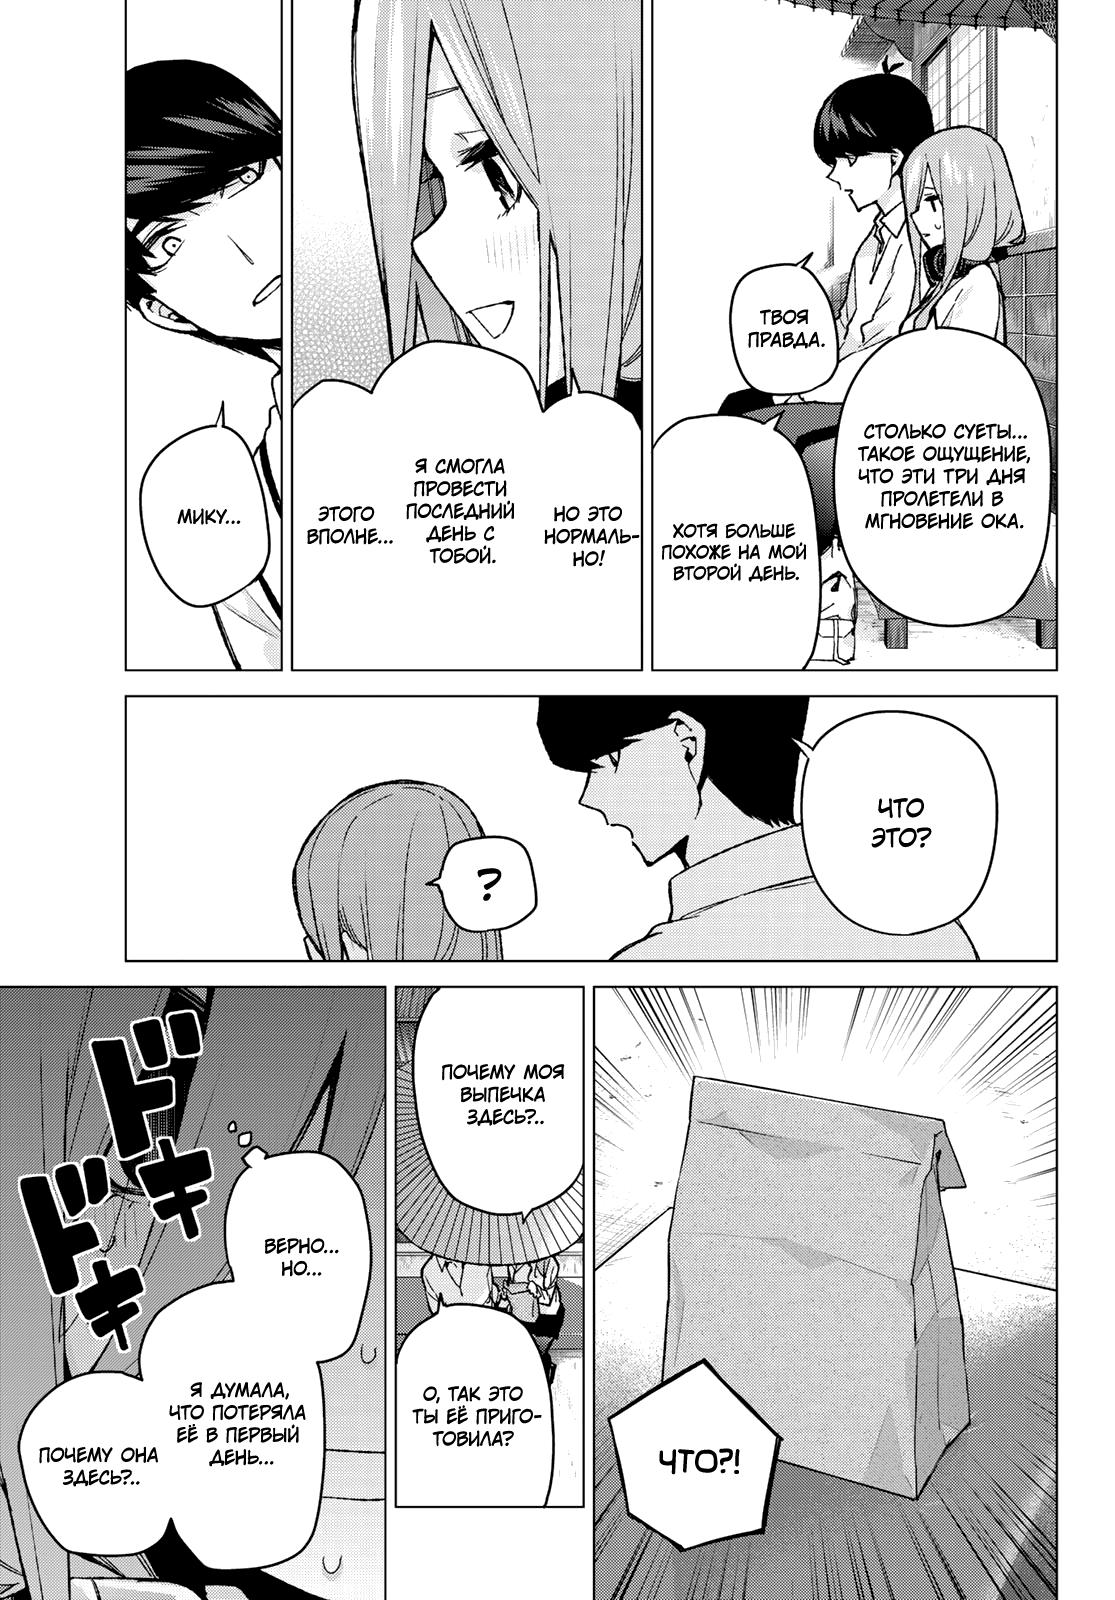 ТВОЯ
ПРАВДА.
СТОЛЬКО СУЕТЫ...
ТАКОЕ ОЩУЩЕНИЕ,
ЧТО ЭТИ ТРИ ДНЯ
ПРОЛЕТЕЛИ В
МГНОВЕНИЕ ОКА.
ХОТЯ БОЛЬШЕ
ПОХОЖЕ НА МОЙ
ВТОРОЙ ДЕНЬ.
НО ЭТО
НОРМАЛЬ-
НО!
Я СМОГЛА
ПРОВЕСТИ
ПОСЛЕДНИЙ
ДЕНЬ С
ТОБОЙ.
ЭТОГО
ВПОЛНЕ...
МИКУ...
ЧТО
ЭТО?
?
ЧТО?!
ПОЧЕМУ МОЯ
ВЫПЕЧКА
ЗДЕСЬ?..
О, ТАК ЭТО
ТЫ ЕЁ ПРИГО-
ТОВИЛА?
ВЕРНО...
НО...
Я ДУМАЛА,
ЧТО ПОТЕРЯЛА
ЕЁ В ПЕРВЫЙ
ДЕНЬ...
ПОЧЕМУ ОНА
ЗДЕСЬ?..
ドキ
ドキ